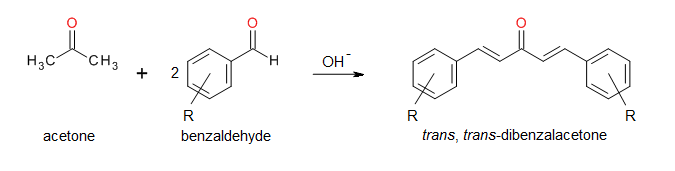 O
H₃C CH₃
+
2
O
H
R
OH⁻
O
R
R
acetone
benzaldehyde
trans, trans-dibenzalacetone